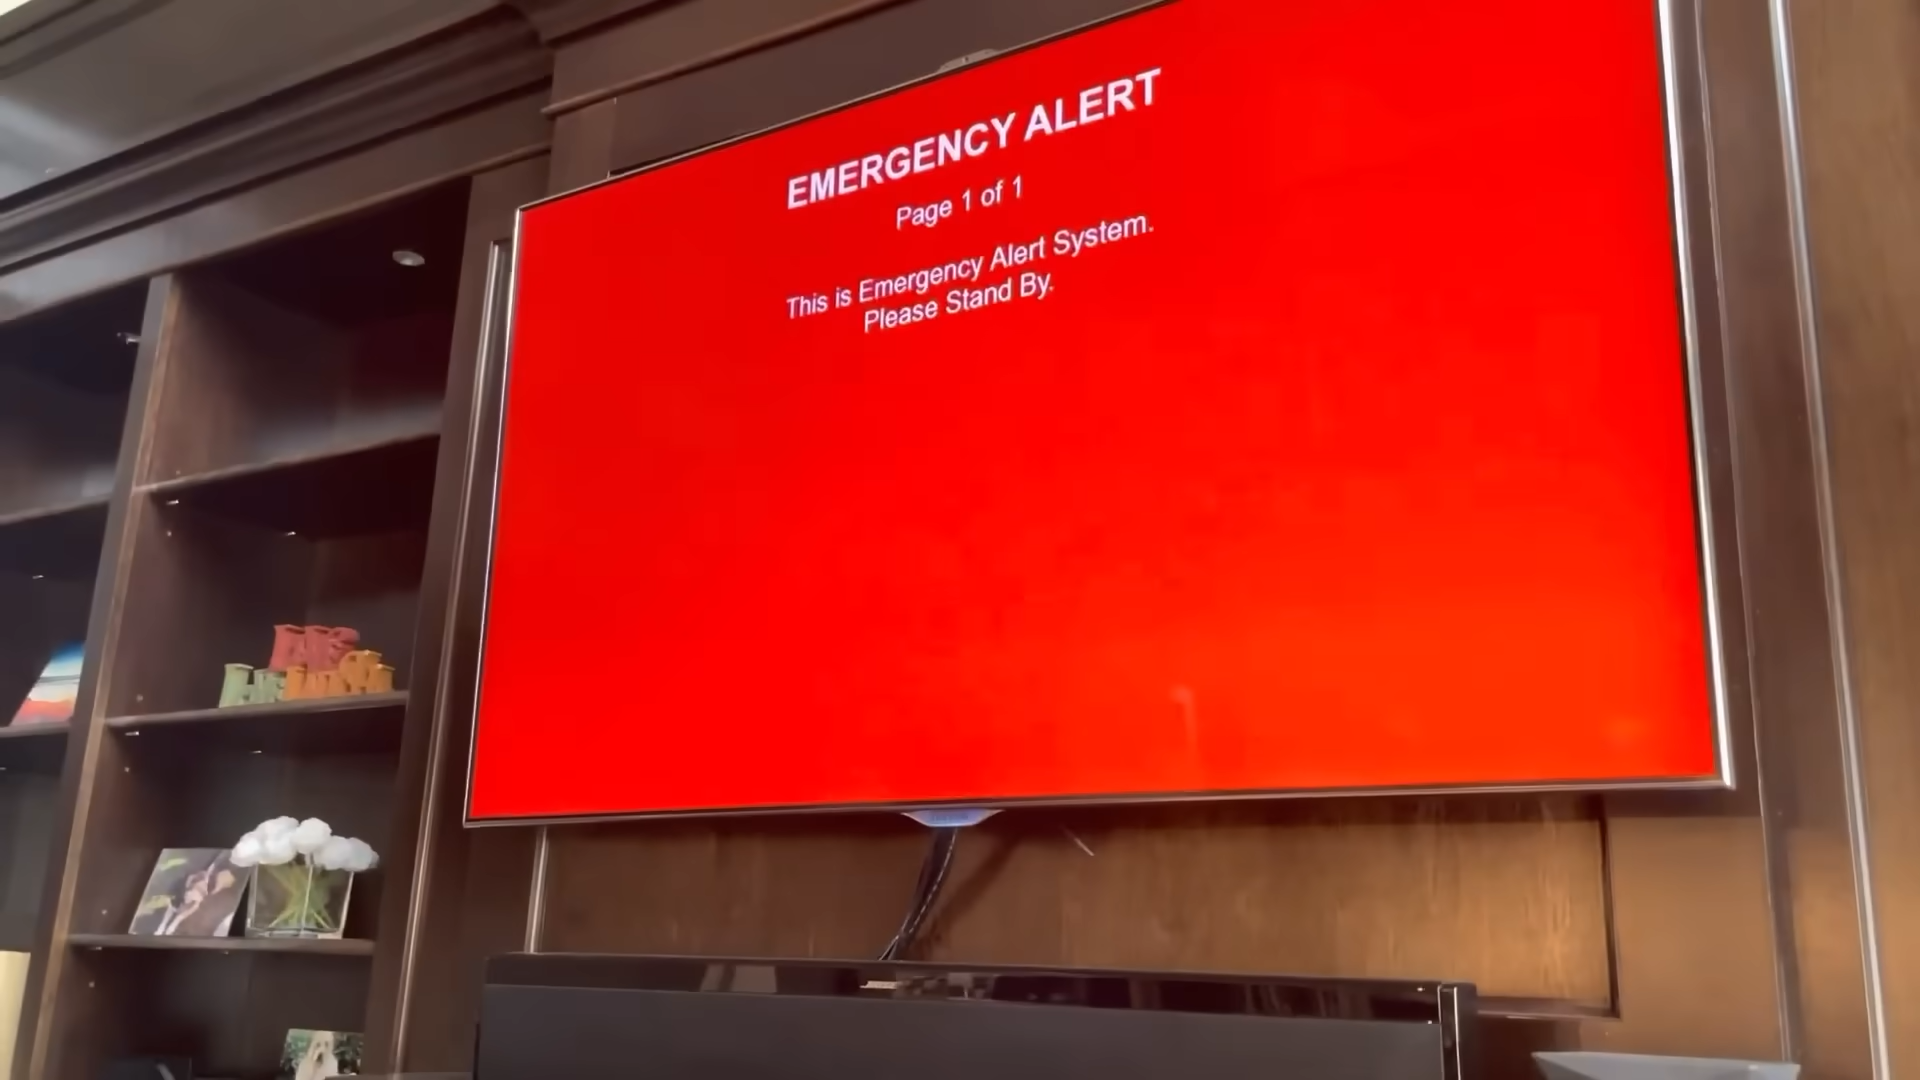 EMERGENCY ALERT
Page 1 of 1
This is Emergency Alert System.
Please Stand By.